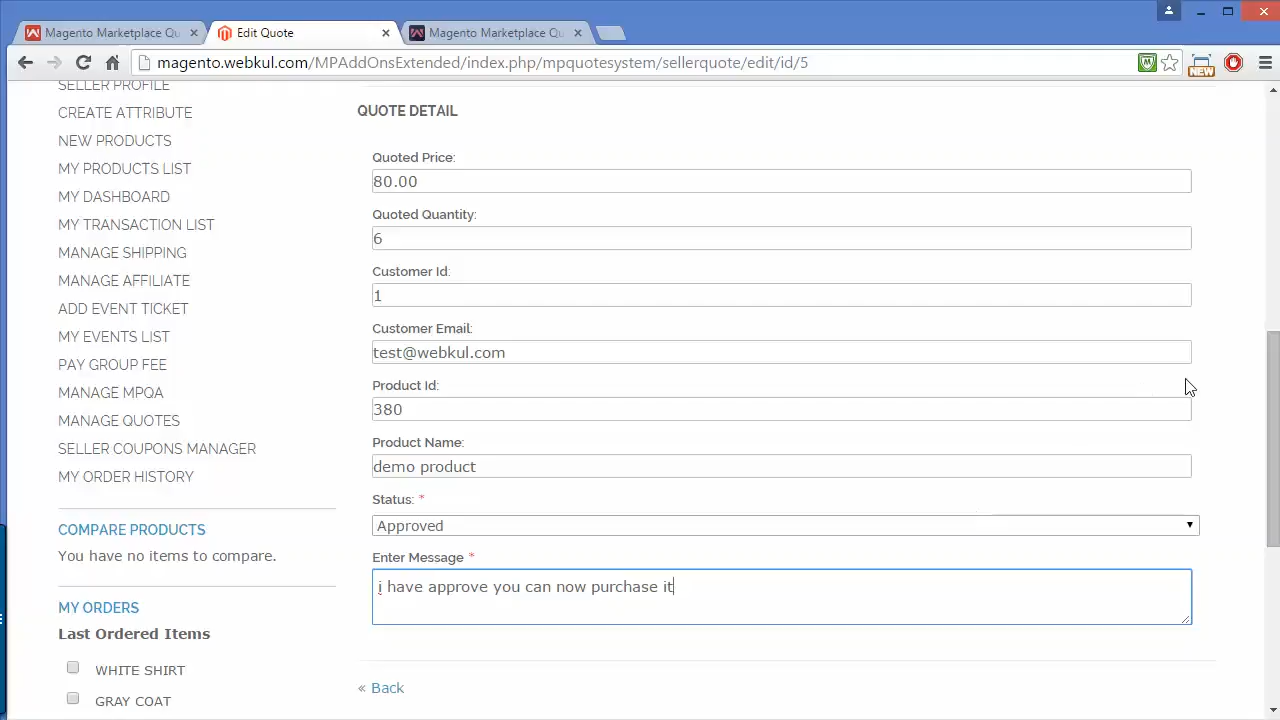 Magento Marketplace Qu
Edit Quote
Magento Marketplace Qu
magento.webkul.com/MPAddOnsExtended/index.php/mpquotesystem/sellerquote/edit/id/5
NEW
SELLER PROFILE
CREATE ATTRIBUTE
NEW PRODUCTS
MY PRODUCTS LIST
MY DASHBOARD
MY TRANSACTION LIST
MANAGE SHIPPING
MANAGE AFFILIATE
ADD EVENT TICKET
MY EVENTS LIST
PAY GROUP FEE
MANAGE MPQA
MANAGE QUOTES
SELLER COUPONS MANAGER
MY ORDER HISTORY
COMPARE PRODUCTS
You have no items to compare.
MY ORDERS
Last Ordered Items
WHITE SHIRT
GRAY COAT
QUOTE DETAIL
Quoted Price:
80.00
Quoted Quantity:
6
Customer Id:
1
Customer Email:
test@webkul.com
Product Id:
380
Product Name:
demo product
Status: *
Approved
Enter Message *
i have approve you can now purchase it
« Back